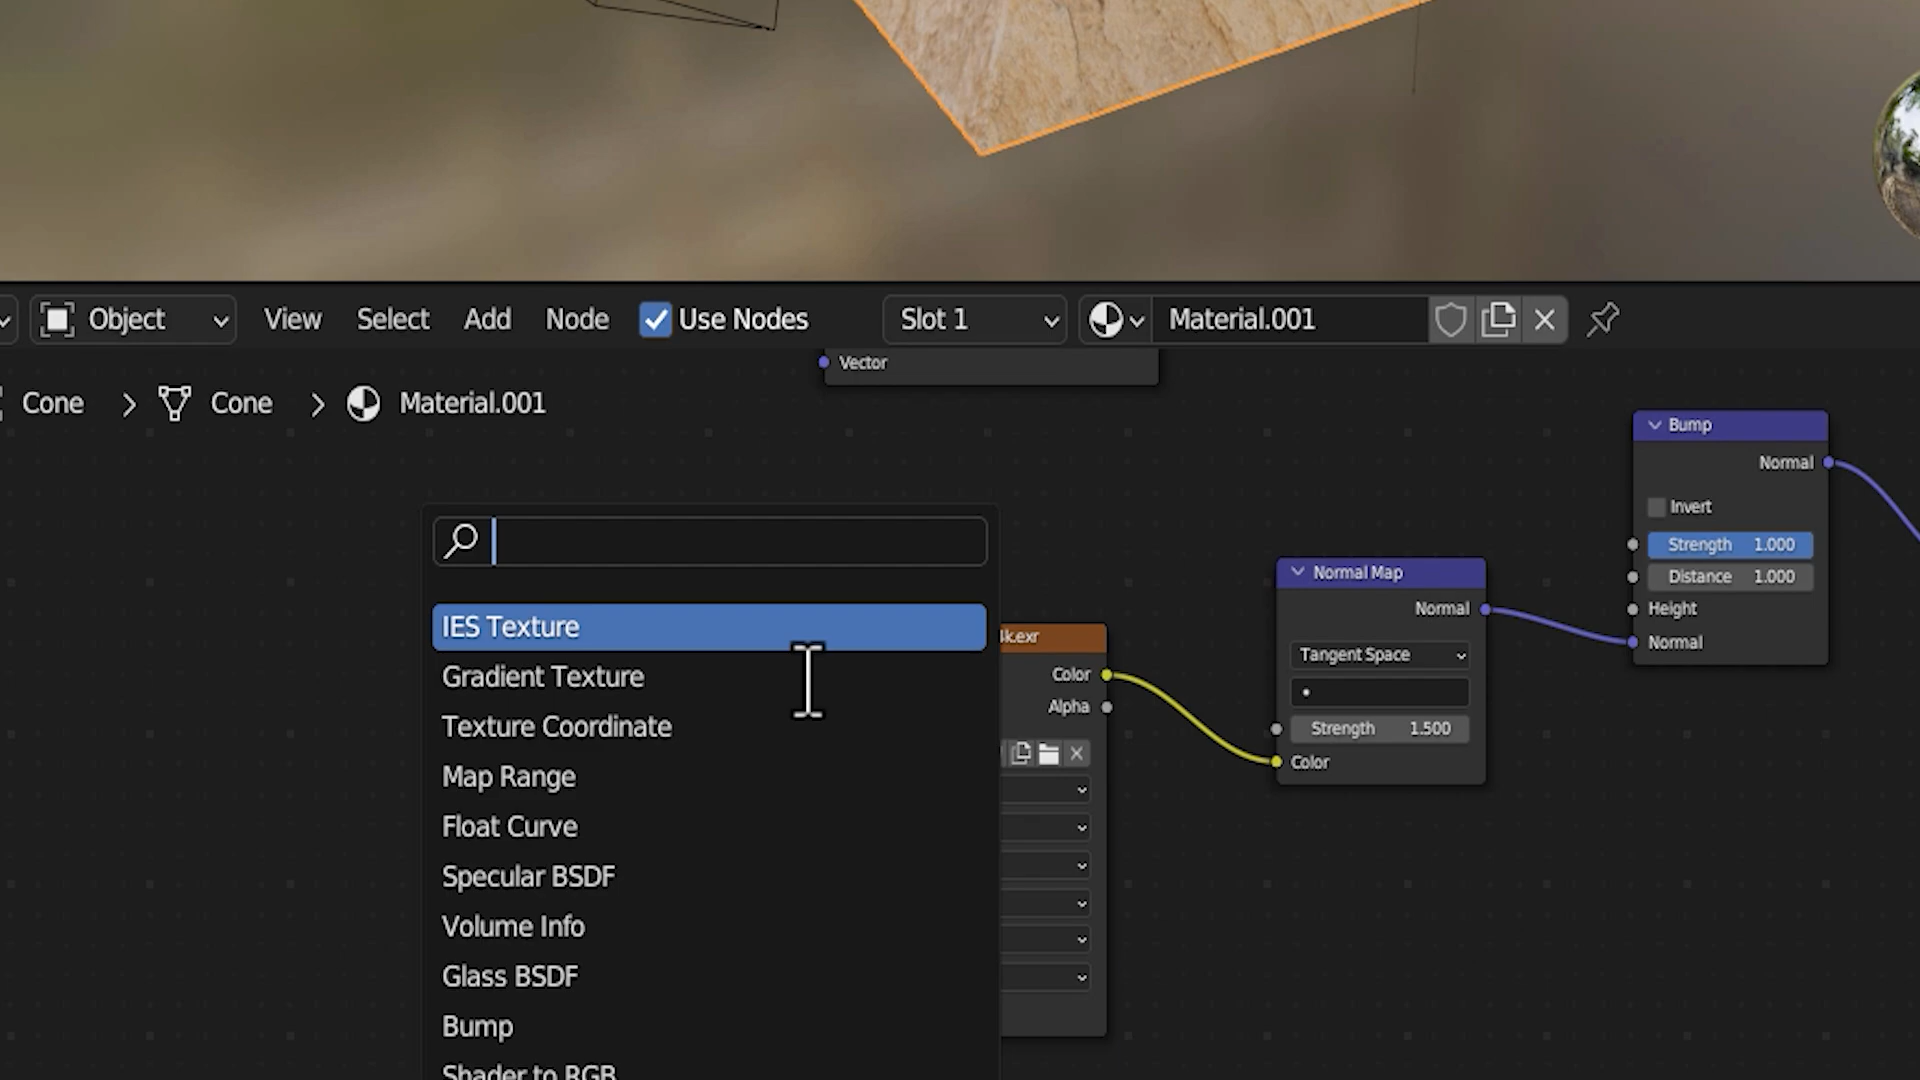 Object View Select Add Node Use Nodes Slot 1 Material.001
Vector
Cone Cone Material.001
Bump
Normal
Invert
Strength 1.000
Distance 1.000
Height
Normal
Normal Map
Normal
Tangent Space
Strength 1.500
Color
4k.exr
Color
Alpha
IES Texture
Gradient Texture
Texture Coordinate
Map Range
Float Curve
Specular BSDF
Volume Info
Glass BSDF
Bump
Shader to RGB